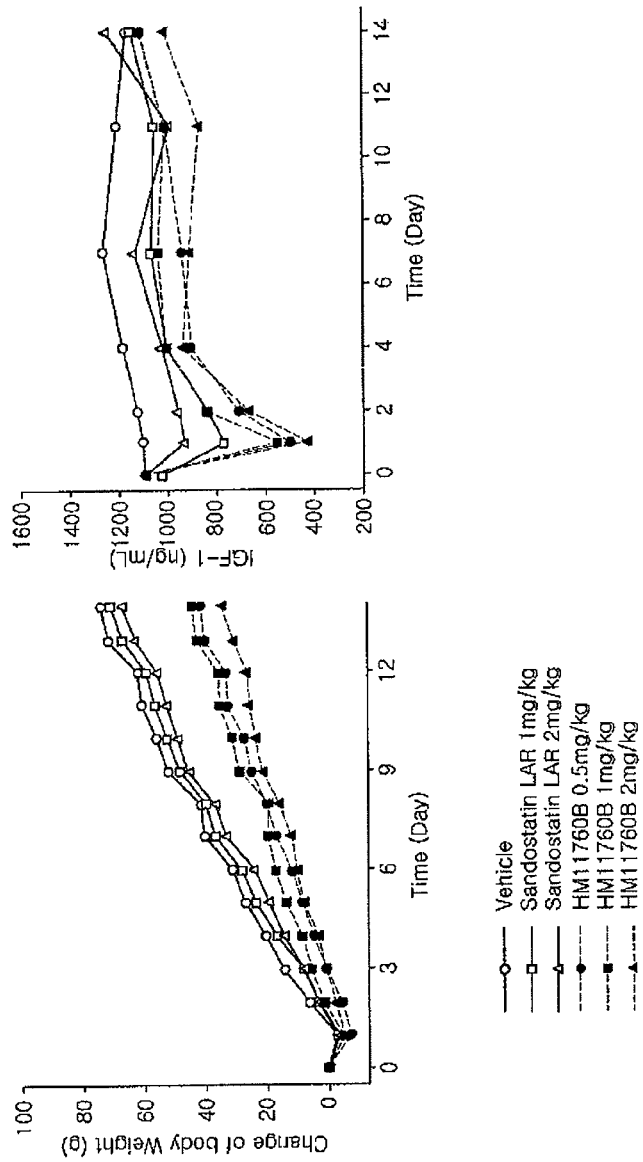 Change of body Weight (g)
100
80
60
40
20
0
0
3
6
9
12
Time (Day)
IGF-1 (ng/mL)
1600
1400
1200
1000
800
600
400
200
0
2
4
6
8
10
12
14
Time (Day)
Vehicle
Sandostatin LAR 1mg/kg
Sandostatin LAR 2mg/kg
HM11760B 0.5mg/kg
HM11760B 1mg/kg
HM11760B 2mg/kg